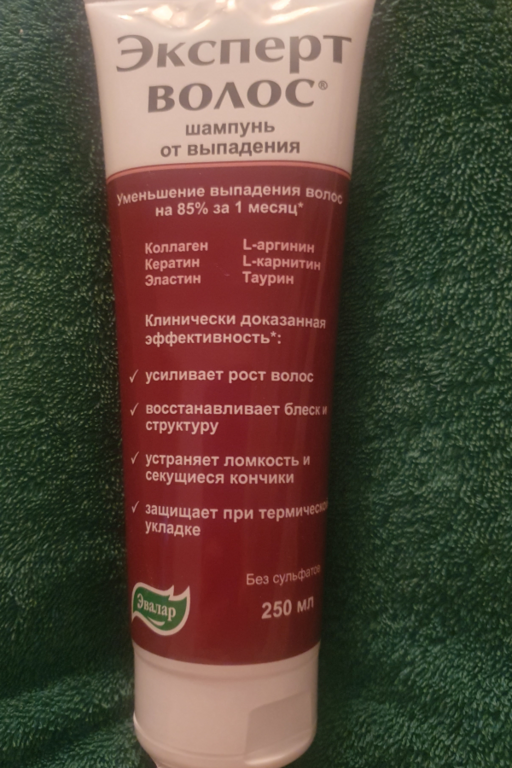 Эксперт
волос®
шампунь
от выпадения
Уменьшение выпадения волос
на 85% за 1 месяц*
Коллаген L-аргинин
Кератин L-карнитин
Эластин Таурин
Клинически доказанная
эффективность*:
✓ усиливает рост волос
✓ восстанавливает блеск и
структуру
✓ устраняет ломкость и
секущиеся кончики
✓ защищает при термической
укладке
Без сульфатов
250 мл
Эвалар